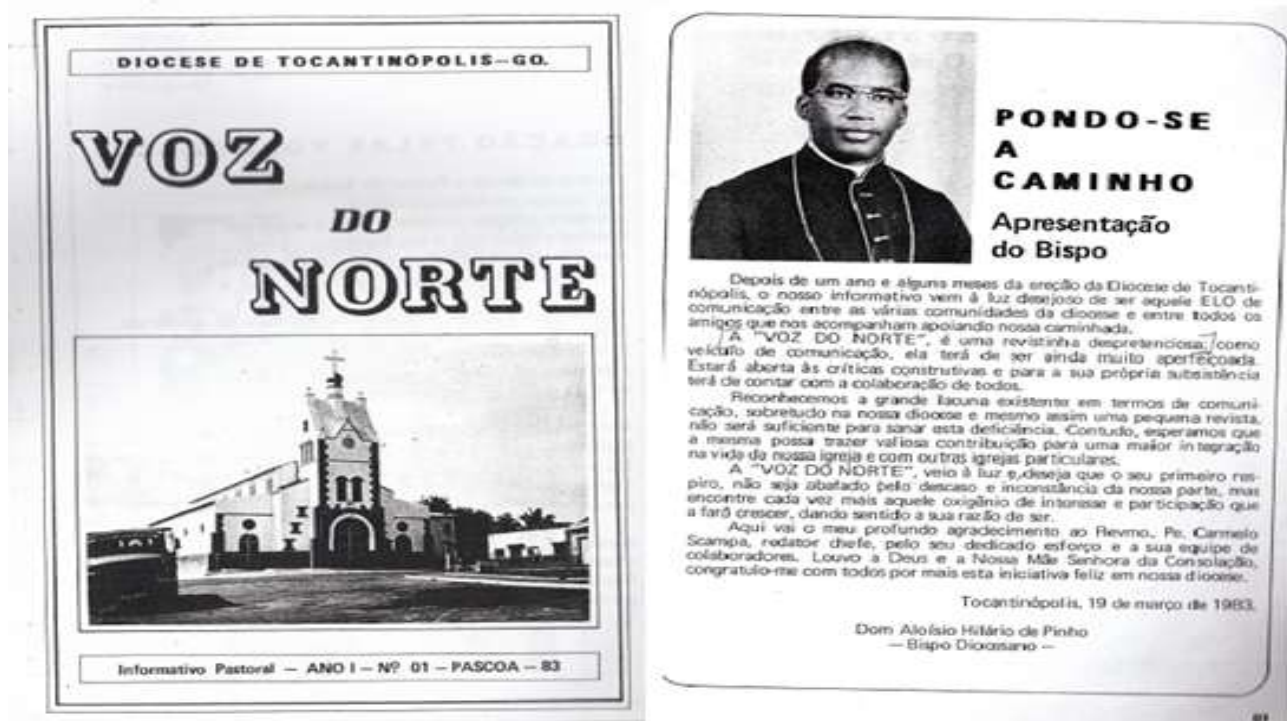 DIOCESE DE TOCANTINÓPOLIS—GO.
VOZ
DO
NORTE
Informativo Pastoral — ANO I — Nº 01 — PASCOA — 83
PONDO-SE
A
CAMINHO
Apresentação
do Bispo
Depois de um ano e alguns meses da ereção da Diocese de Tocanti-
nópolis, o nosso informativo vem à luz desejoso de ser aquele ELO de
comunicação entre as várias comunidades da diocese e entre todos os
amigos que nos acompanham apoiando nossa caminhada.
A "VOZ DO NORTE", é uma revistinha despretenciosa, como
veículo de comunicação, ela terá de ser ainda muito aperfeiçoada.
Estará aberta às críticas construtivas e para a sua própria subsistência
terá de contar com a colaboração de todos.
Reconhecemos a grande lacuna existente em termos de comuni-
cação, sobretudo na nossa diocese e mesmo assim uma pequena revista,
não será suficiente para sanar esta deficiência. Contudo, esperamos que
a mesma possa trazer valiosa contribuição para uma maior integração
na vida da nossa igreja e com outras igrejas particulares.
A "VOZ DO NORTE", veio à luz e deseja que o seu primeiro res-
piro, não seja abafado pelo descaso e inconstância da nossa parte, mas
encontre cada vez mais aquele oxigênio de interesse e participação que
a fará crescer, dando sentido a sua razão de ser.
Aqui vai o meu profundo agradecimento ao Revmo. Pe. Carmelo
Scampa, redator chefe, pelo seu dedicado esforço e a sua equipe de
colaboradores. Louvo a Deus e a Nossa Mãe Senhora da Consolação,
congratulo-me com todos por mais esta iniciativa feliz em nossa diocese.
Tocantinópolis, 19 de março de 1983.
Dom Aloísio Hilário de Pinho
— Bispo Diocesano —